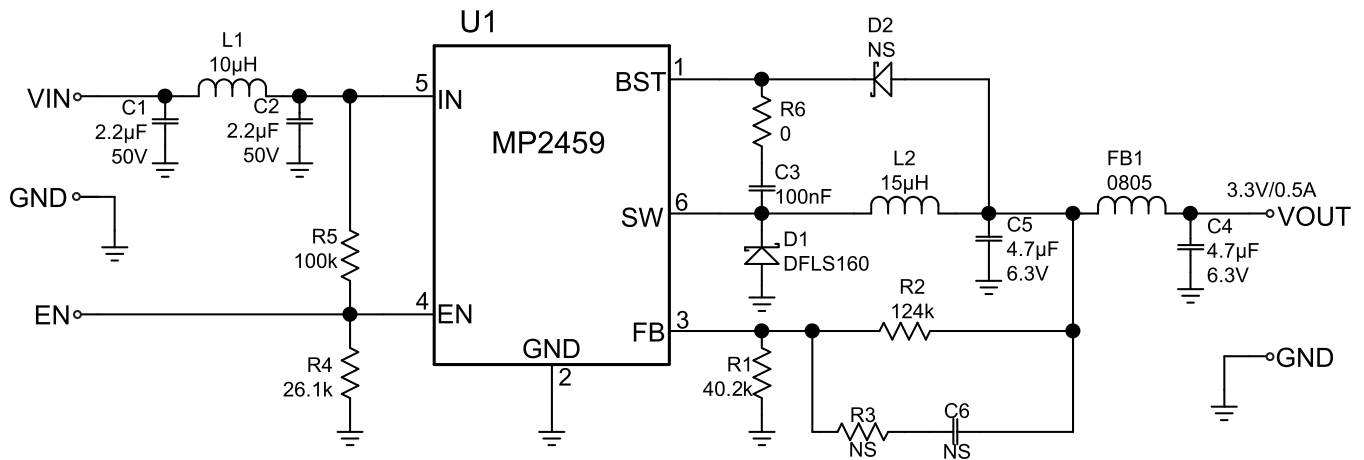 U1
D2
NS
L1
10µH
5
1
BST
VIN
C1
C2
IN
2.2µF
2.2µF
50V
50V
MP2459
R6
0
C3
100nF
L2
15µH
FB1
0805
GND
SW
6
3.3V/0.5A
VOUT
R5
100k
D1
DFLS160
C5
4.7µF
6.3V
C4
4.7µF
6.3V
EN
4
EN
FB
3
R2
124k
GND
2
R4
26.1k
R1
40.2k
GND
R3
NS
C6
NS